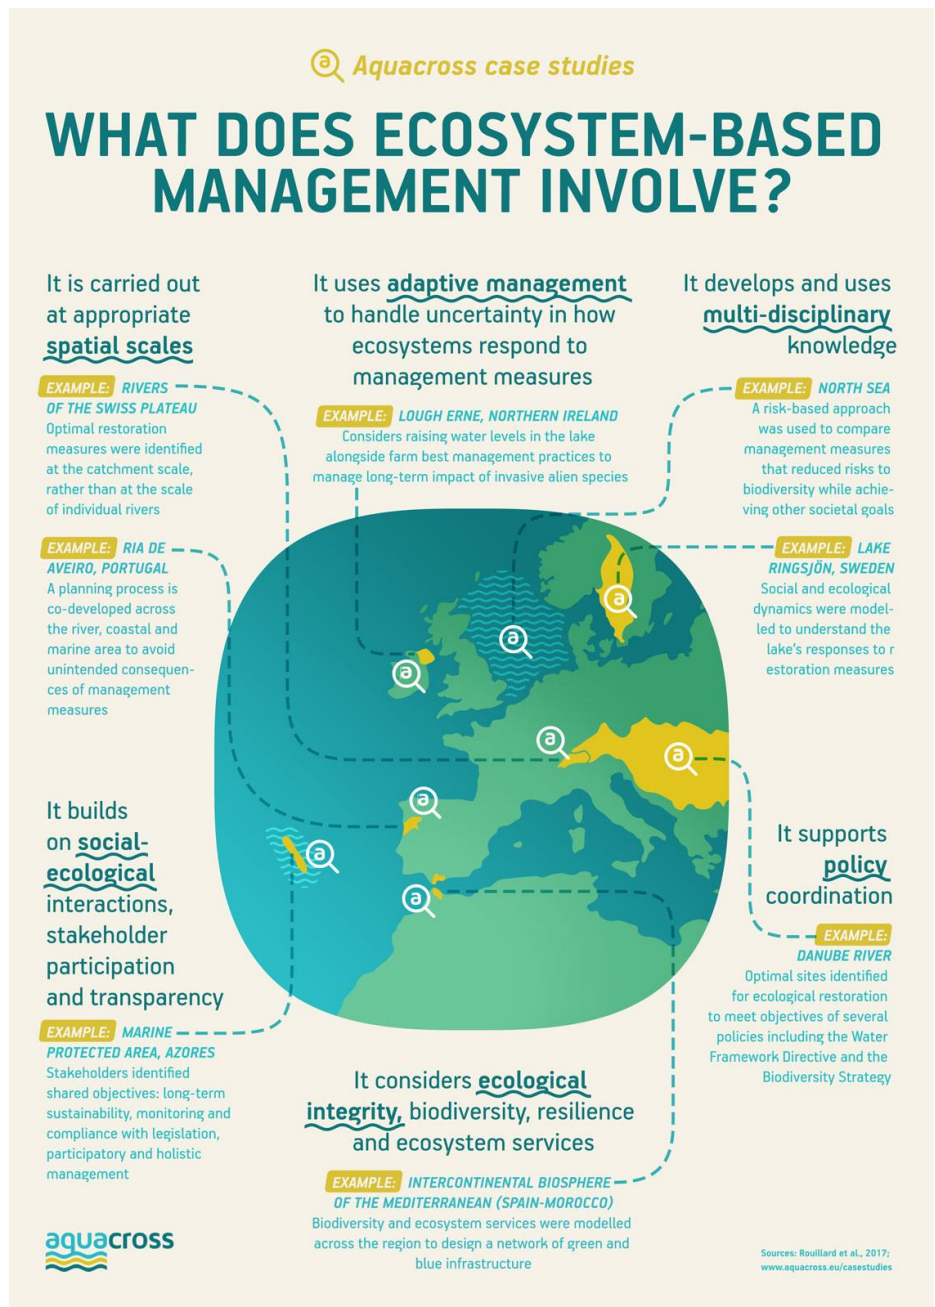 Aquacross case studies
WHAT DOES ECOSYSTEM-BASED
MANAGEMENT INVOLVE?
It is carried out
at appropriate
spatial scales
EXAMPLE: RIVERS
OF THE SWISS PLATEAU
Optimal restoration
measures were identified
at the catchment scale,
rather than at the scale
of individual rivers
EXAMPLE: RIA DE
AVEIRO, PORTUGAL
A planning process is
co-developed across
the river, coastal and
marine area to avoid
unintended consequen-
ces of management
measures
It uses adaptive management
to handle uncertainty in how
ecosystems respond to
management measures
EXAMPLE: LOUGH ERNE, NORTHERN IRELAND
Considers raising water levels in the lake
alongside farm best management practices to
manage long-term impact of invasive alien species
It develops and uses
multi-disciplinary
knowledge
EXAMPLE: NORTH SEA
A risk-based approach
was used to compare
management measures
that reduced risks to
biodiversity while achie-
ving other societal goals
EXAMPLE: LAKE
RINGSJÖN, SWEDEN
Social and ecological
dynamics were model-
led to understand the
lake's responses to r
estoration measures
a
a
a
a
a
a
a
a
It builds
on social-
ecological
interactions,
stakeholder
participation
and transparency
EXAMPLE: MARINE
PROTECTED AREA, AZORES
Stakeholders identified
shared objectives: long-term
sustainability, monitoring and
compliance with legislation,
participatory and holistic
management
It supports
policy
coordination
EXAMPLE:
DANUBE RIVER
Optimal sites identified
for ecological restoration
to meet objectives of several
policies including the Water
Framework Directive and the
Biodiversity Strategy
It considers ecological
integrity, biodiversity, resilience
and ecosystem services
EXAMPLE: INTERCONTINENTAL BIOSPHERE
OF THE MEDITERRANEAN (SPAIN-MOROCCO)
Biodiversity and ecosystem services were modelled
across the region to design a network of green and
blue infrastructure
aquacross
Sources: Rouillard et al., 2017;
www.aquacross.eu/casestudies